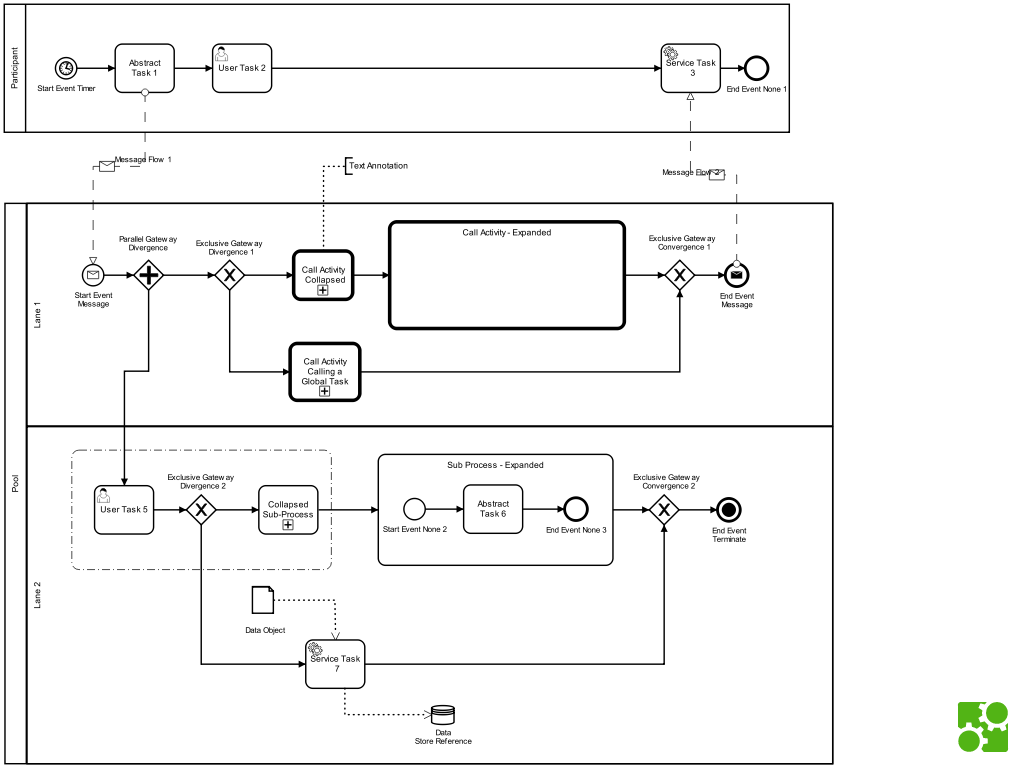 Participant
Start Event Timer
Abstract
Task 1
User Task 2
Service Task
3
End Event None 1
Message Flow 1
Text Annotation
Message Flow 2
Pool
Lane 1
Parallel Gateway
Divergence
Exclusive Gateway
Divergence 1
Call Activity
Collapsed
Call Activity - Expanded
Exclusive Gateway
Convergence 1
Start Event
Message
End Event
Message
Call Activity
Calling a
Global Task
Lane 2
User Task 5
Exclusive Gateway
Divergence 2
Collapsed
Sub-Process
Sub Process - Expanded
Start Event None 2
Abstract
Task 6
End Event None 3
Exclusive Gateway
Convergence 2
End Event
Terminate
Data Object
Service Task
7
Data
Store Reference